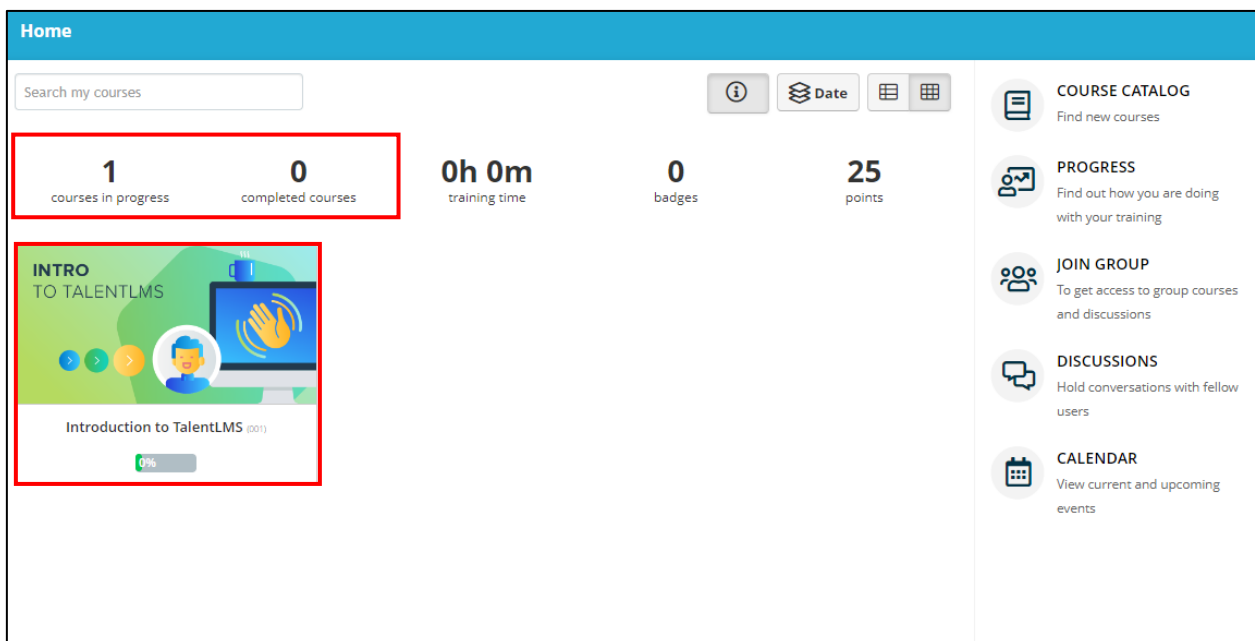 Home
Search my courses
Date
1
courses in progress
0
completed courses
0h 0m
training time
0
badges
25
points
INTRO
TO TALENTLMS
Introduction to TalentLMS (001)
0%
COURSE CATALOG
Find new courses
PROGRESS
Find out how you are doing
with your training
JOIN GROUP
To get access to group courses
and discussions
DISCUSSIONS
Hold conversations with fellow
users
CALENDAR
View current and upcoming
events